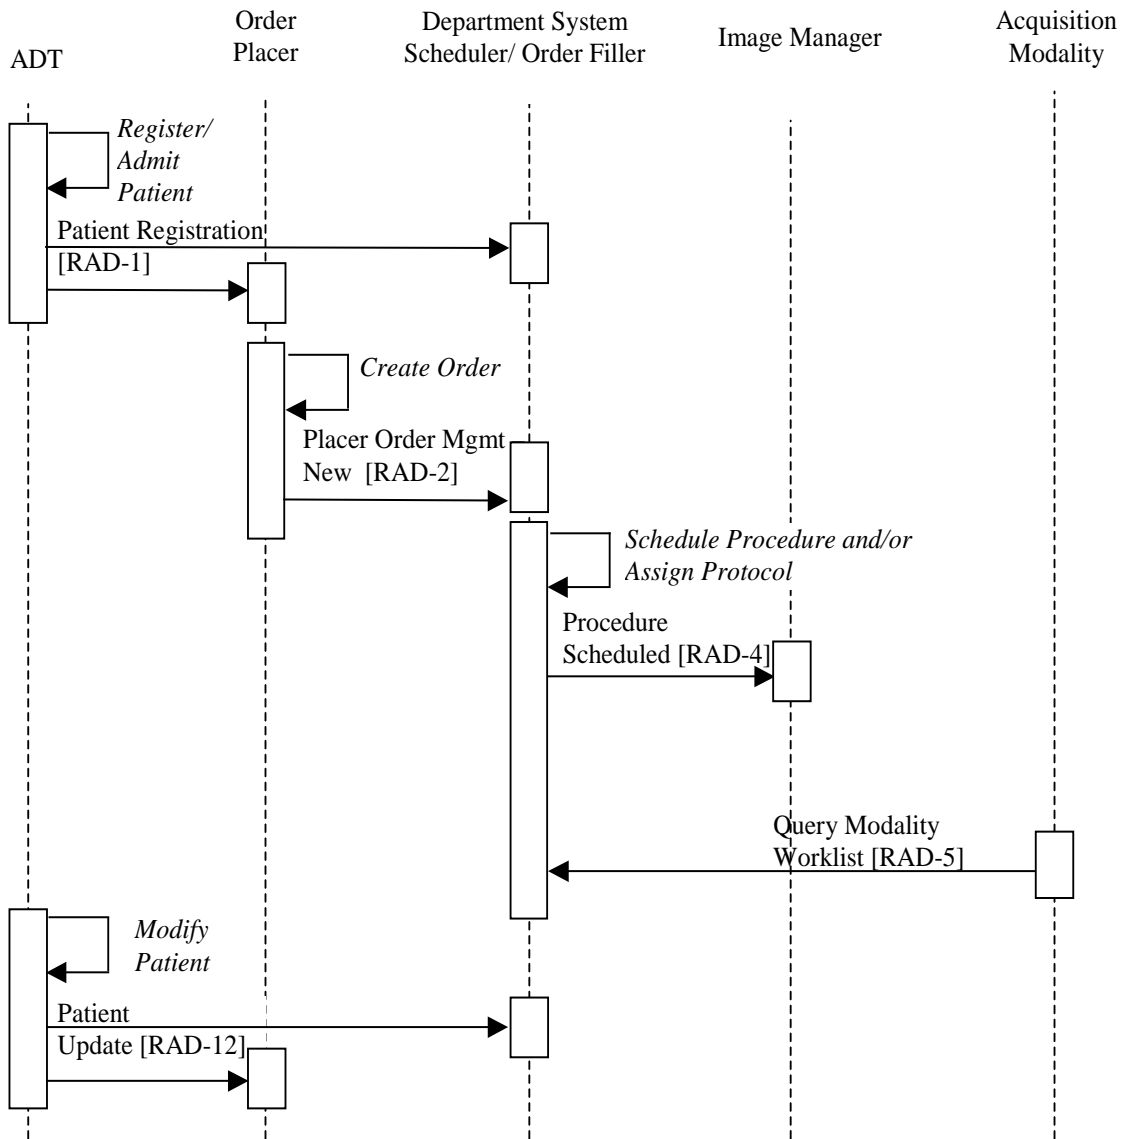 ADT
Order
Placer
Department System
Scheduler/ Order Filler
Image Manager
Acquisition
Modality
Register/
Admit
Patient
Patient Registration
[RAD-1]
Create Order
Placer Order Mgmt
New [RAD-2]
Schedule Procedure and/or
Assign Protocol
Procedure
Scheduled [RAD-4]
Query Modality
Worklist [RAD-5]
Modify
Patient
Patient
Update [RAD-12]